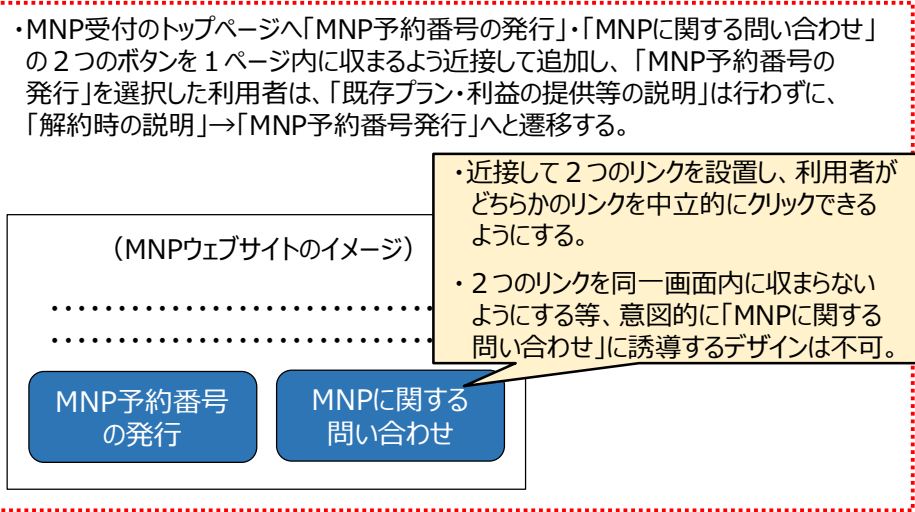 ・MNP受付のトップページへ「MNP予約番号の発行」・「MNPに関する問い合わせ」
の２つのボタンを１ページ内に収まるよう近接して追加し、「MNP予約番号の
発行」を選択した利用者は、「既存プラン・利益の提供等の説明」は行わずに、
「解約時の説明」→「MNP予約番号発行」へと遷移する。
・近接して２つのリンクを設置し、利用者が
どちらかのリンクを中立的にクリックできる
ようにする。
・２つのリンクを同一画面内に収まらない
ようにする等、意図的に「MNPに関する
問い合わせ」に誘導するデザインは不可。
（MNPウェブサイトのイメージ）
・・・・・・・・・・・・・・・・・・・・・・・・・・・・・
・・・・・・・・・・・・・・・・・・・・・・・・・・・・・
MNP予約番号
の発行
MNPに関する
問い合わせ